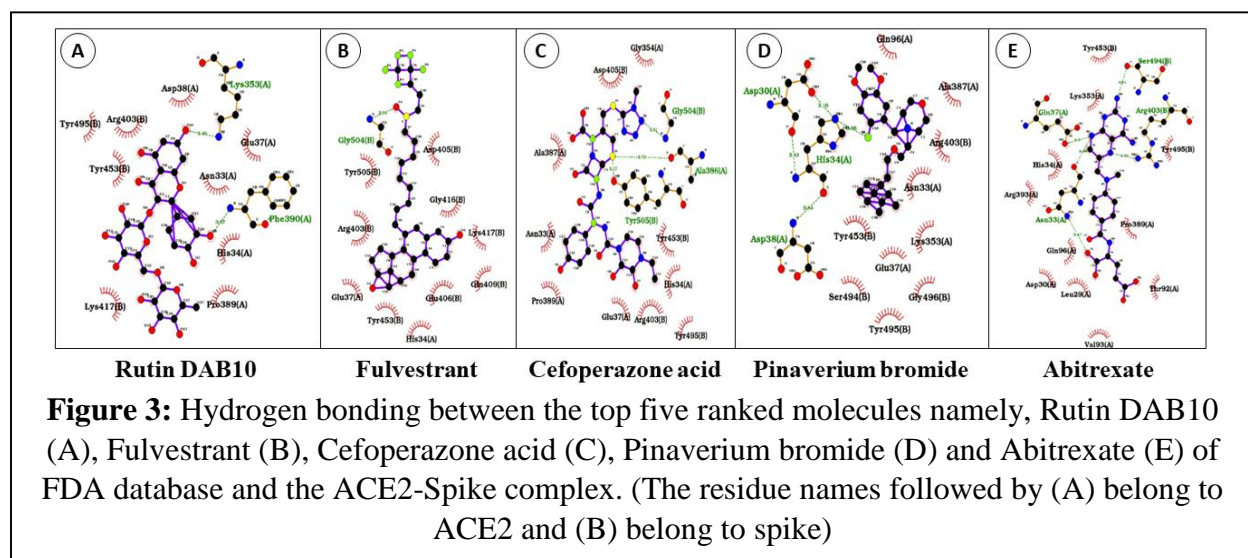 A
Lys353(A)
Asp38(A)
Tyr495(B)
Arg403(B)
Glu37(A)
Tyr453(B)
Asn33(A)
Phe390(A)
His34(A)
Lys417(B)
Pro389(A)
B
Gly504(B)
Asp405(B)
Tyr505(B)
Gly416(B)
Arg403(B)
Lys417(B)
Gln409(B)
Glu37(A)
Glu406(B)
Tyr453(B)
His34(A)
C
Gly354(A)
Asp405(B)
Gly504(B)
Ala387(A)
Ala386(A)
Tyr505(B)
Asn33(A)
Tyr453(B)
His34(A)
Pro389(A)
Glu37(A)
Arg403(B)
Tyr495(B)
D
Gln96(A)
Asp30(A)
Ala387(A)
His34(A)
Arg403(B)
Asn33(A)
Asp38(A)
Tyr453(B)
Lys353(A)
Glu37(A)
Ser494(B)
Gly496(B)
Tyr495(B)
E
Tyr453(B)
Ser494(B)
Lys353(A)
Glu37(A)
Arg403(B)
His34(A)
Tyr495(B)
Arg393(A)
Asn33(A)
Pro389(A)
Gln96(A)
Asp30(A)
Leu29(A)
Thr92(A)
Val93(A)
Rutin DAB10
Fulvestrant
Cefoperazone acid
Pinaverium bromide
Abitrexate
Figure 3: Hydrogen bonding between the top five ranked molecules namely, Rutin DAB10
(A), Fulvestrant (B), Cefoperazone acid (C), Pinaverium bromide (D) and Abitrexate (E) of
FDA database and the ACE2-Spike complex. (The residue names followed by (A) belong to
ACE2 and (B) belong to spike)